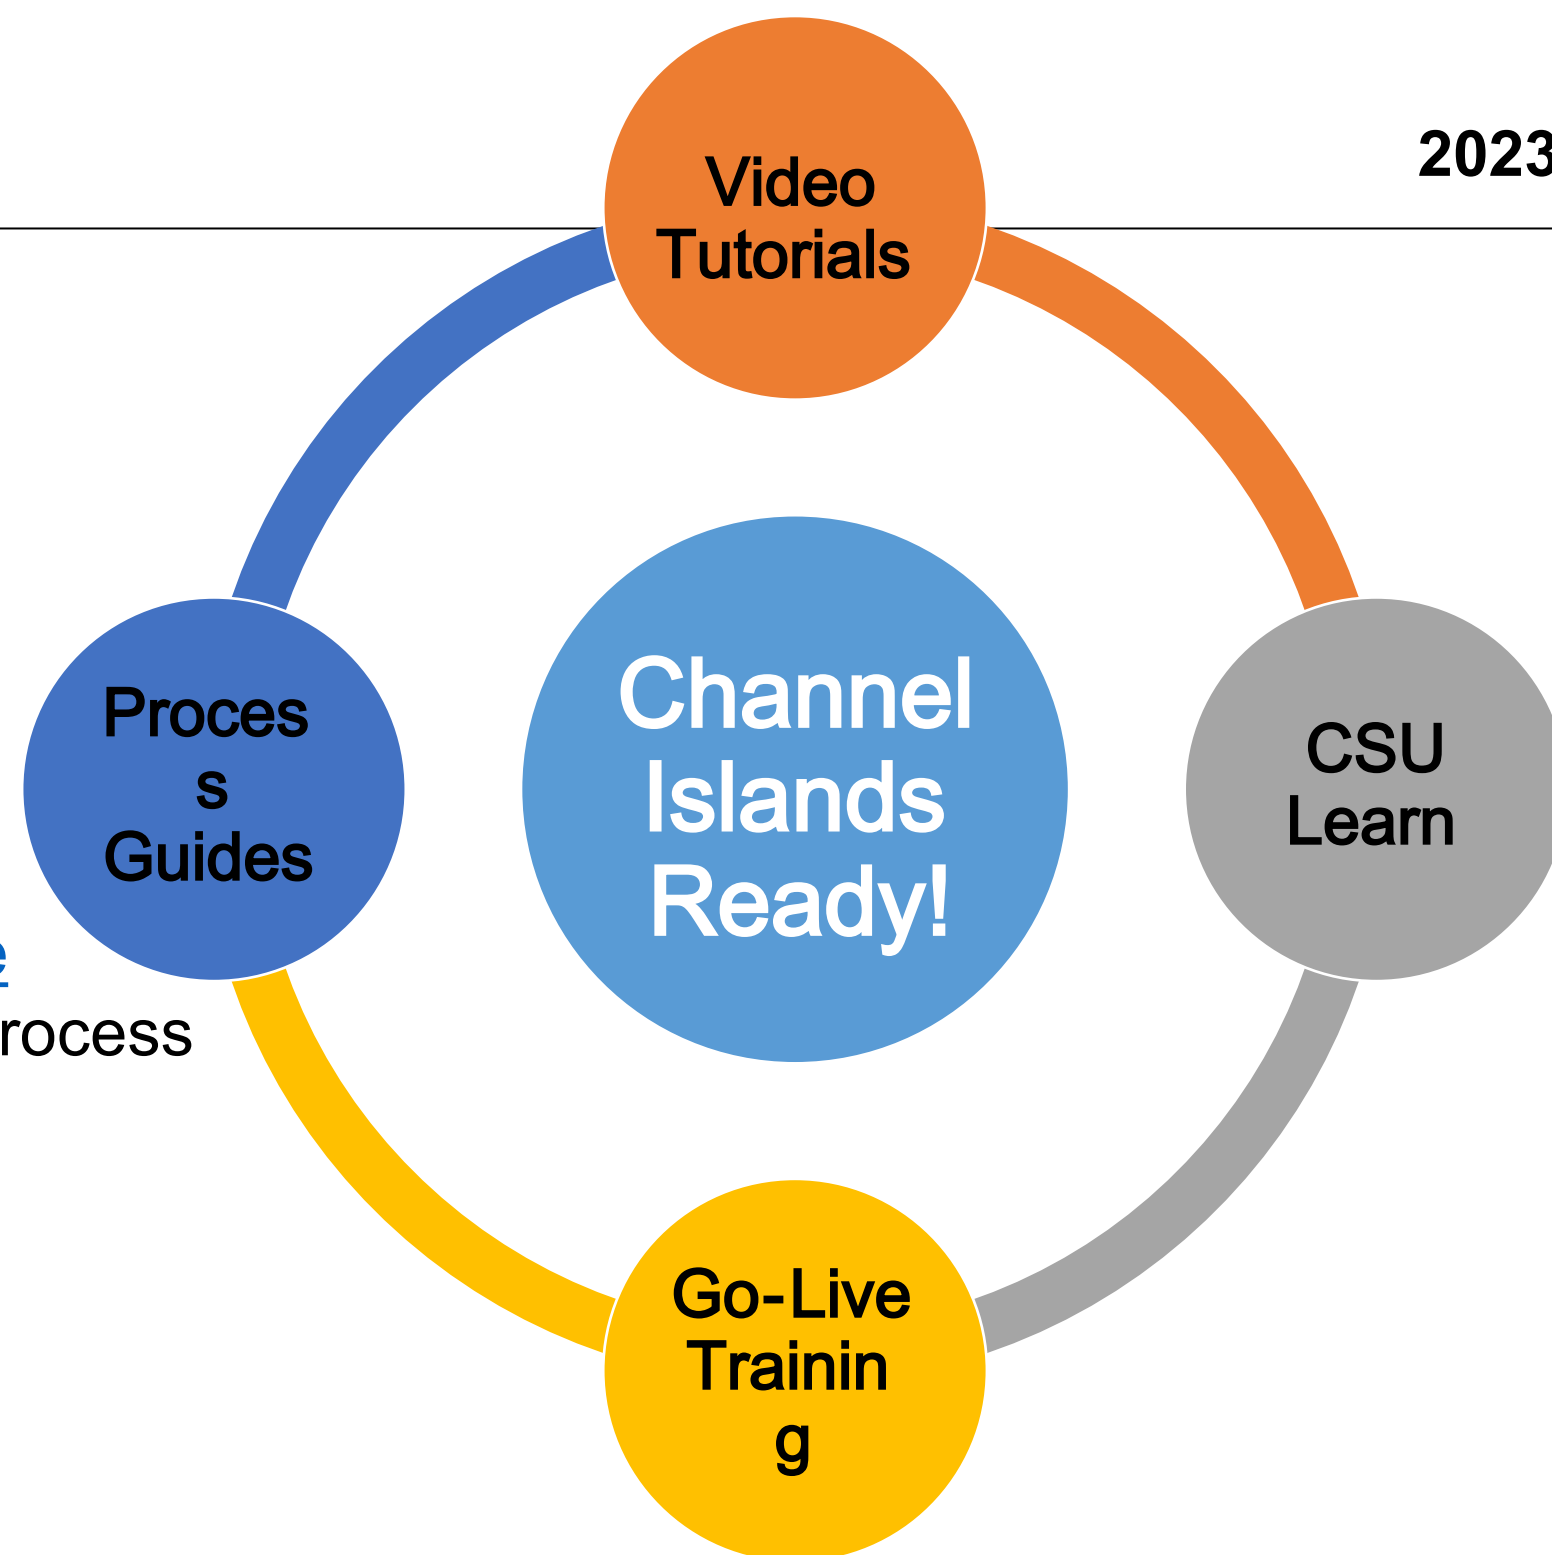 2023
Video
Tutorials
Proces
s
Guides
Channel
Islands
Ready!
CSU
Learn
e
rocess
Go-Live
Trainin
g